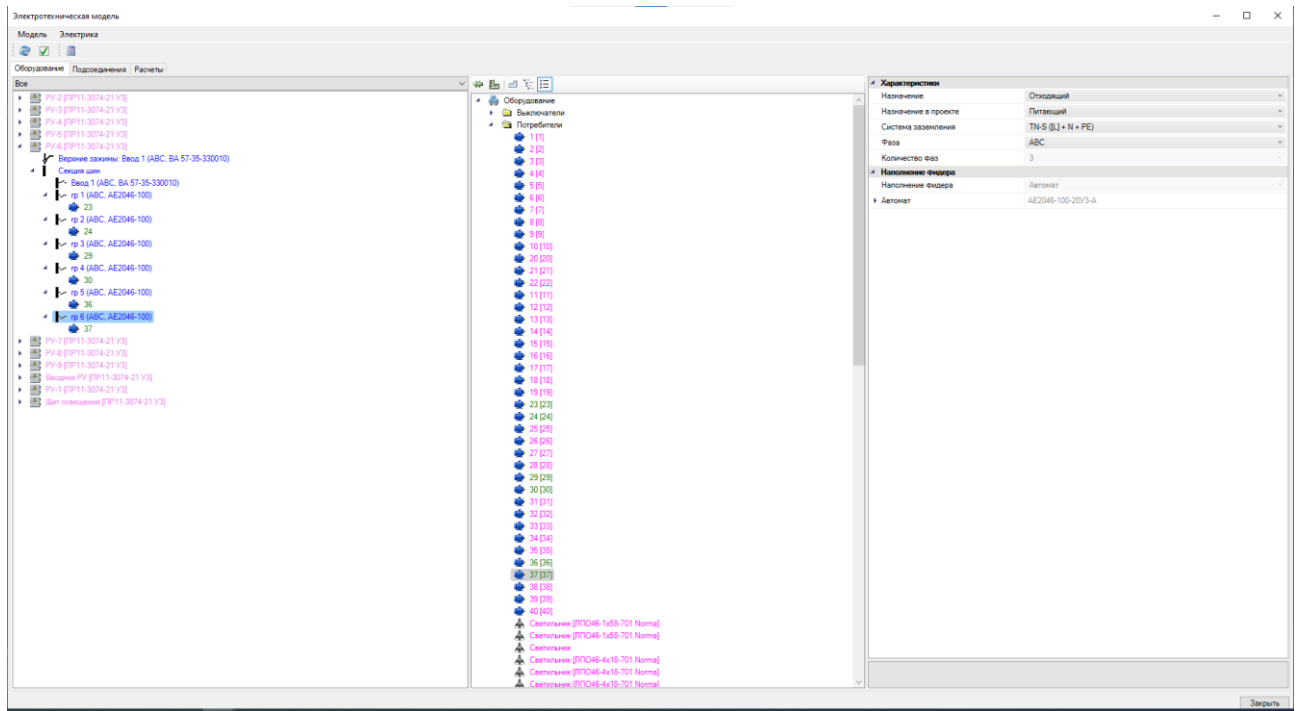 Электротехническая модель
Модель Электрика
Оборудование Подсоединения Расчеты
Все
РУ-2 [ПР11-3074-21 У3]
РУ-3 [ПР11-3074-21 У3]
РУ-4 [ПР11-3074-21 У3]
РУ-5 [ПР11-3074-21 У3]
РУ-6 [ПР11-3074-21 У3]
Верхние зажимы: Ввод 1 (ABC, ВА 57-35-330010)
Секция шин
Ввод 1 (ABC, ВА 57-35-330010)
гр 1 (ABC, АЕ2046-100)
23
гр 2 (ABC, АЕ2046-100)
24
гр 3 (ABC, АЕ2046-100)
29
гр 4 (ABC, АЕ2046-100)
30
гр 5 (ABC, АЕ2046-100)
36
гр 6 (ABC, АЕ2046-100)
37
РУ-7 [ПР11-3074-21 У3]
РУ-8 [ПР11-3074-21 У3]
РУ-9 [ПР11-3074-21 У3]
Вводное РУ [ПР11-3074-21 У3]
РУ-1 [ПР11-3074-21 У3]
Щит освещения [ПР11-3074-21 У3]
Оборудование
Выключатели
Потребители
1 [1]
2 [2]
3 [3]
4 [4]
5 [5]
6 [6]
7 [7]
8 [8]
9 [9]
10 [10]
20 [20]
21 [21]
22 [22]
11 [11]
12 [12]
13 [13]
14 [14]
15 [15]
16 [16]
17 [17]
18 [18]
19 [19]
23 [23]
24 [24]
25 [25]
26 [26]
27 [27]
28 [28]
29 [29]
30 [30]
31 [31]
32 [32]
33 [33]
34 [34]
35 [35]
36 [36]
37 [37]
38 [38]
39 [39]
40 [40]
Светильник [ЛПО46-1х58-701 Norma]
Светильник [ЛПО46-1х58-701 Norma]
Светильник
Светильник [ЛПО46-4х18-701 Norma]
Светильник [ЛПО46-4х18-701 Norma]
Светильник [ЛПО46-4х18-701 Norma]
Характеристики
Назначение Отходящий
Назначение в проекте Питающий
Система заземления TN-S ([L] + N + PE)
Фаза ABC
Количество фаз 3
Наполнение фидера
Наполнение фидера Автомат
Автомат АЕ2046-100-20У3-А
Закрыть